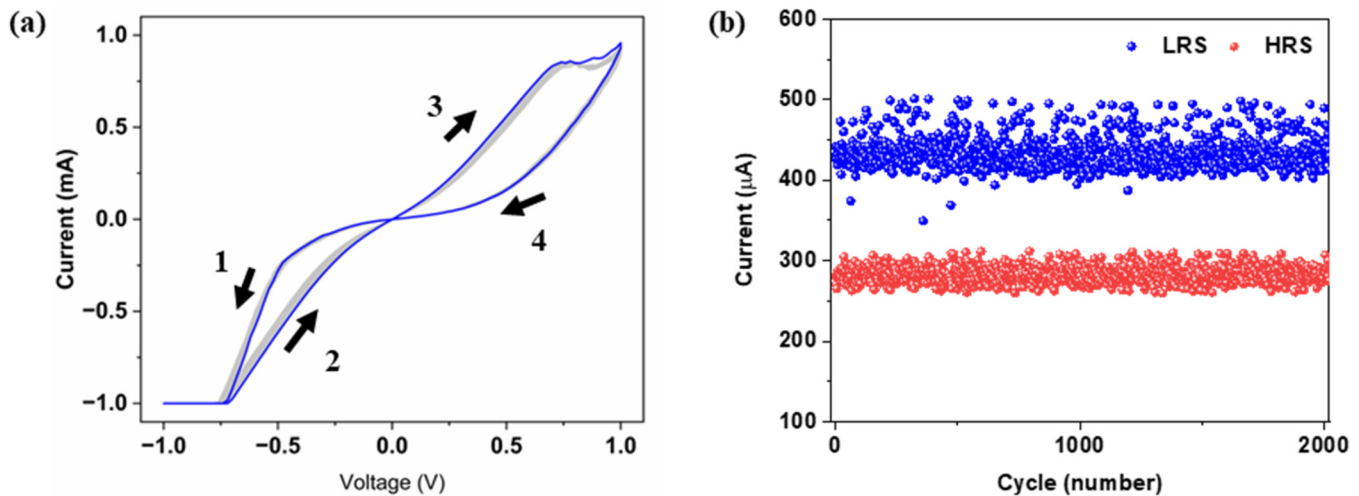 (a)
Current (mA)
1.0
0.5
0.0
−0.5
−1.0
1
2
3
4
−1.0 −0.5 0.0 0.5 1.0
Voltage (V)
(b)
LRS HRS
Current (μA)
600
500
400
300
200
100
0 1000 2000
Cycle (number)